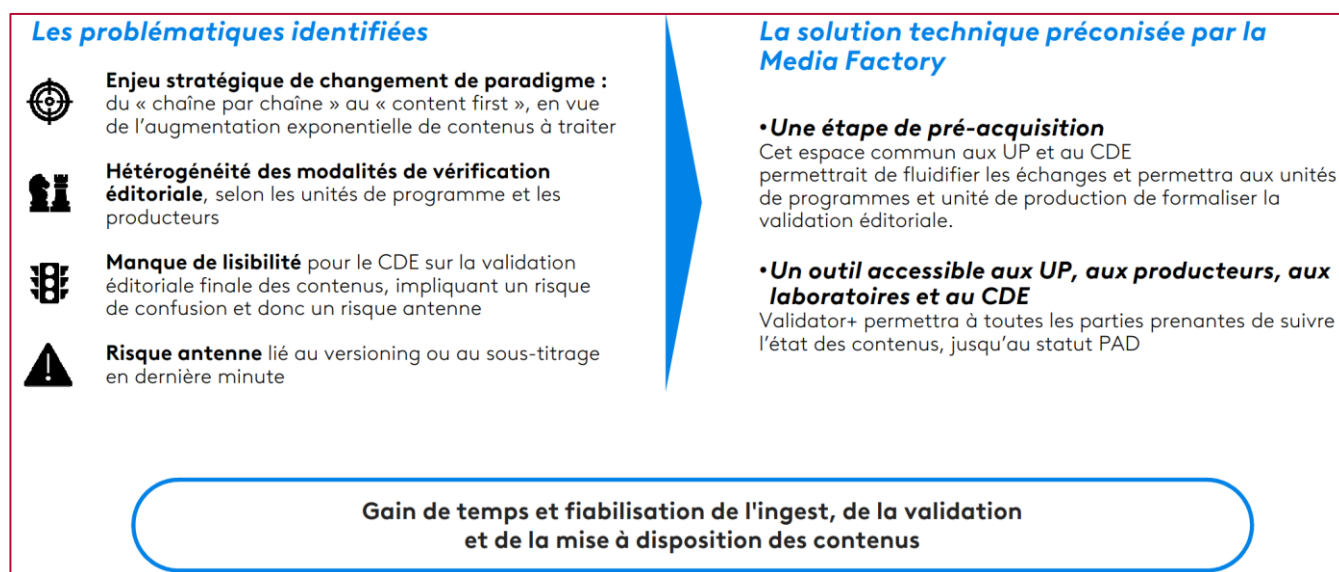 Les problématiques identifiées
Enjeu stratégique de changement de paradigme :
du « chaîne par chaîne » au « content first », en vue
de l’augmentation exponentielle de contenus à traiter
Hétérogénéité des modalités de vérification
éditoriale, selon les unités de programme et les
producteurs
Manque de lisibilité pour le CDE sur la validation
éditoriale finale des contenus, impliquant un risque
de confusion et donc un risque antenne
Risque antenne lié au versioning ou au sous-titrage
en dernière minute
La solution technique préconisée par la
Media Factory
•Une étape de pré-acquisition
Cet espace commun aux UP et au CDE
permettrait de fluidifier les échanges et permettra aux unités
de programmes et unité de production de formaliser la
validation éditoriale.
•Un outil accessible aux UP, aux producteurs, aux
laboratoires et au CDE
Validator+ permettra à toutes les parties prenantes de suivre
l’état des contenus, jusqu’au statut PAD
Gain de temps et fiabilisation de l'ingest, de la validation
et de la mise à disposition des contenus